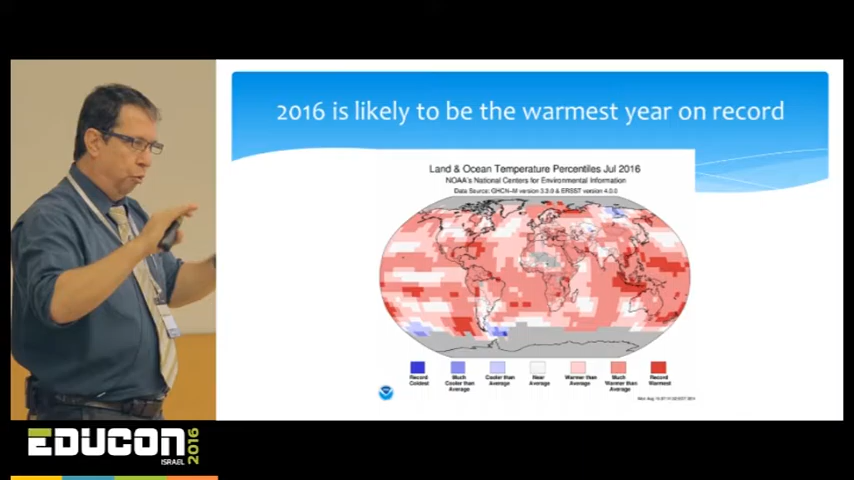 2016 is likely to be the warmest year on record
Land & Ocean Temperature Percentiles Jul 2016
NOAA's National Centers for Environmental Information
Data Source: GHCN-M version 3.3.0 & ERSST version 4.0.0
Record Coldest
Much Cooler than Average
Cooler than Average
Near Average
Warmer than Average
Much Warmer than Average
Record Warmest
EDUCON
ISRAEL
2016